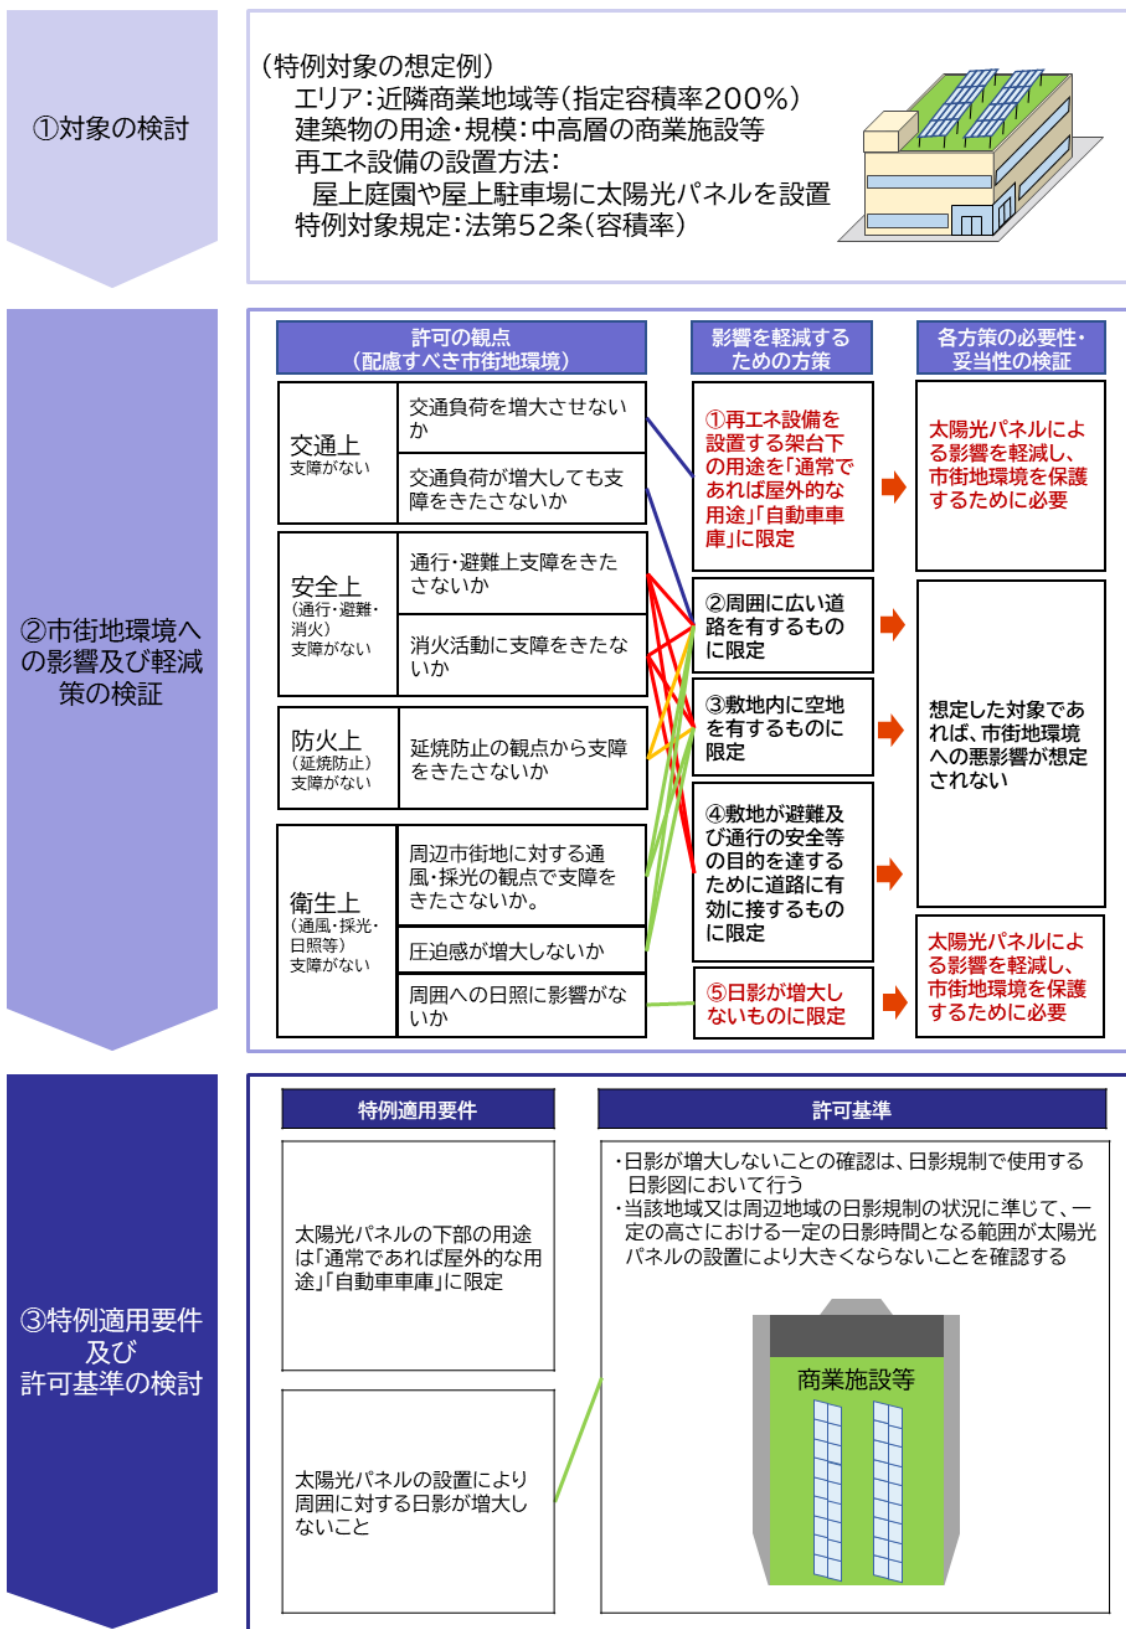 ①対象の検討
(特例対象の想定例)
エリア:近隣商業地域等(指定容積率200%)
建築物の用途・規模:中高層の商業施設等
再エネ設備の設置方法:
屋上庭園や屋上駐車場に太陽光パネルを設置
特例対象規定:法第52条(容積率)
②市街地環境へ
の影響及び軽減
策の検証
許可の観点
(配慮すべき市街地環境)
影響を軽減する
ための方策
各方策の必要性・
妥当性の検証
交通上
支障がない
交通負荷を増大させない
か
交通負荷が増大しても支
障をきたさないか
安全上
(通行・避難・
消火)
支障がない
通行・避難上支障をきた
さないか
消火活動に支障をきたな
いか
防火上
(延焼防止)
支障がない
延焼防止の観点から支障
をきたさないか
衛生上
(通風・採光・
日照等)
支障がない
周辺市街地に対する通
風・採光の観点で支障を
きたさないか。
圧迫感が増大しないか
周囲への日照に影響がな
いか
①再エネ設備を
設置する架台下
の用途を「通常で
あれば屋外的な
用途」「自動車車
庫」に限定
②周囲に広い道
路を有するもの
に限定
③敷地内に空地
を有するものに
限定
④敷地が避難及
び通行の安全等
の目的を達する
ために道路に有
効に接するもの
に限定
⑤日影が増大し
ないものに限定
太陽光パネルによ
る影響を軽減し、
市街地環境を保護
するために必要
想定した対象であ
れば、市街地環境
への悪影響が想定
されない
太陽光パネルによ
る影響を軽減し、
市街地環境を保護
するために必要
③特例適用要件
及び
許可基準の検討
特例適用要件
許可基準
太陽光パネルの下部の用途
は「通常であれば屋外的な用
途」「自動車車庫」に限定
太陽光パネルの設置により
周囲に対する日影が増大し
ないこと
・日影が増大しないことの確認は、日影規制で使用する
日影図において行う
・当該地域又は周辺地域の日影規制の状況に準じて、一
定の高さにおける一定の日影時間となる範囲が太陽光
パネルの設置により大きくならないことを確認する
商業施設等